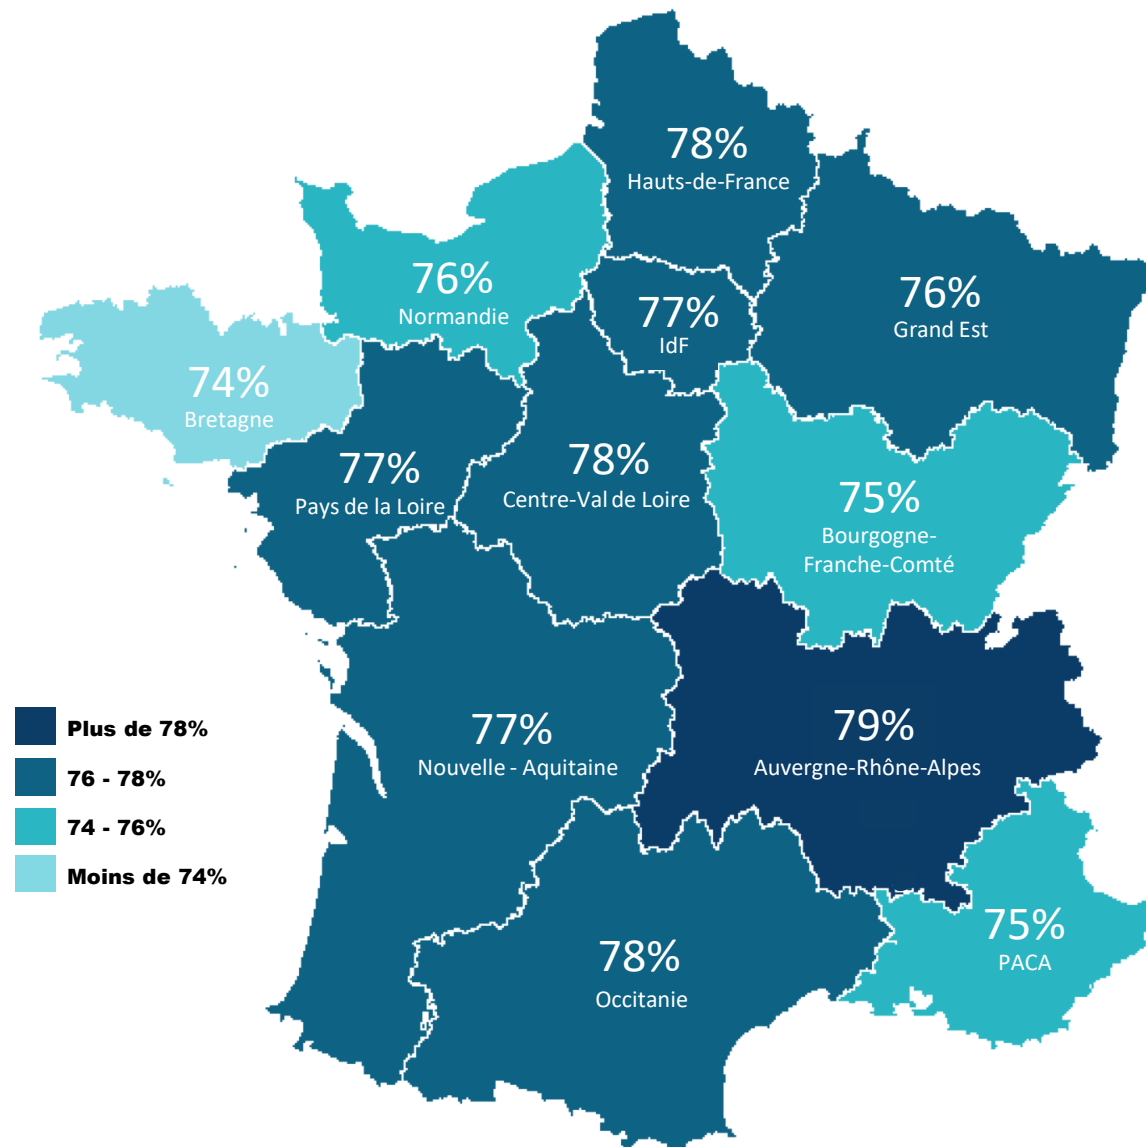 78%
Hauts-de-France
76%
Normandie
77%
IdF
76%
Grand Est
74%
Bretagne
77%
Pays de la Loire
78%
Centre-Val de Loire
75%
Bourgogne-
Franche-Comté
77%
Nouvelle - Aquitaine
79%
Auvergne-Rhône-Alpes
78%
Occitanie
75%
PACA
Plus de 78%
76 - 78%
74 - 76%
Moins de 74%